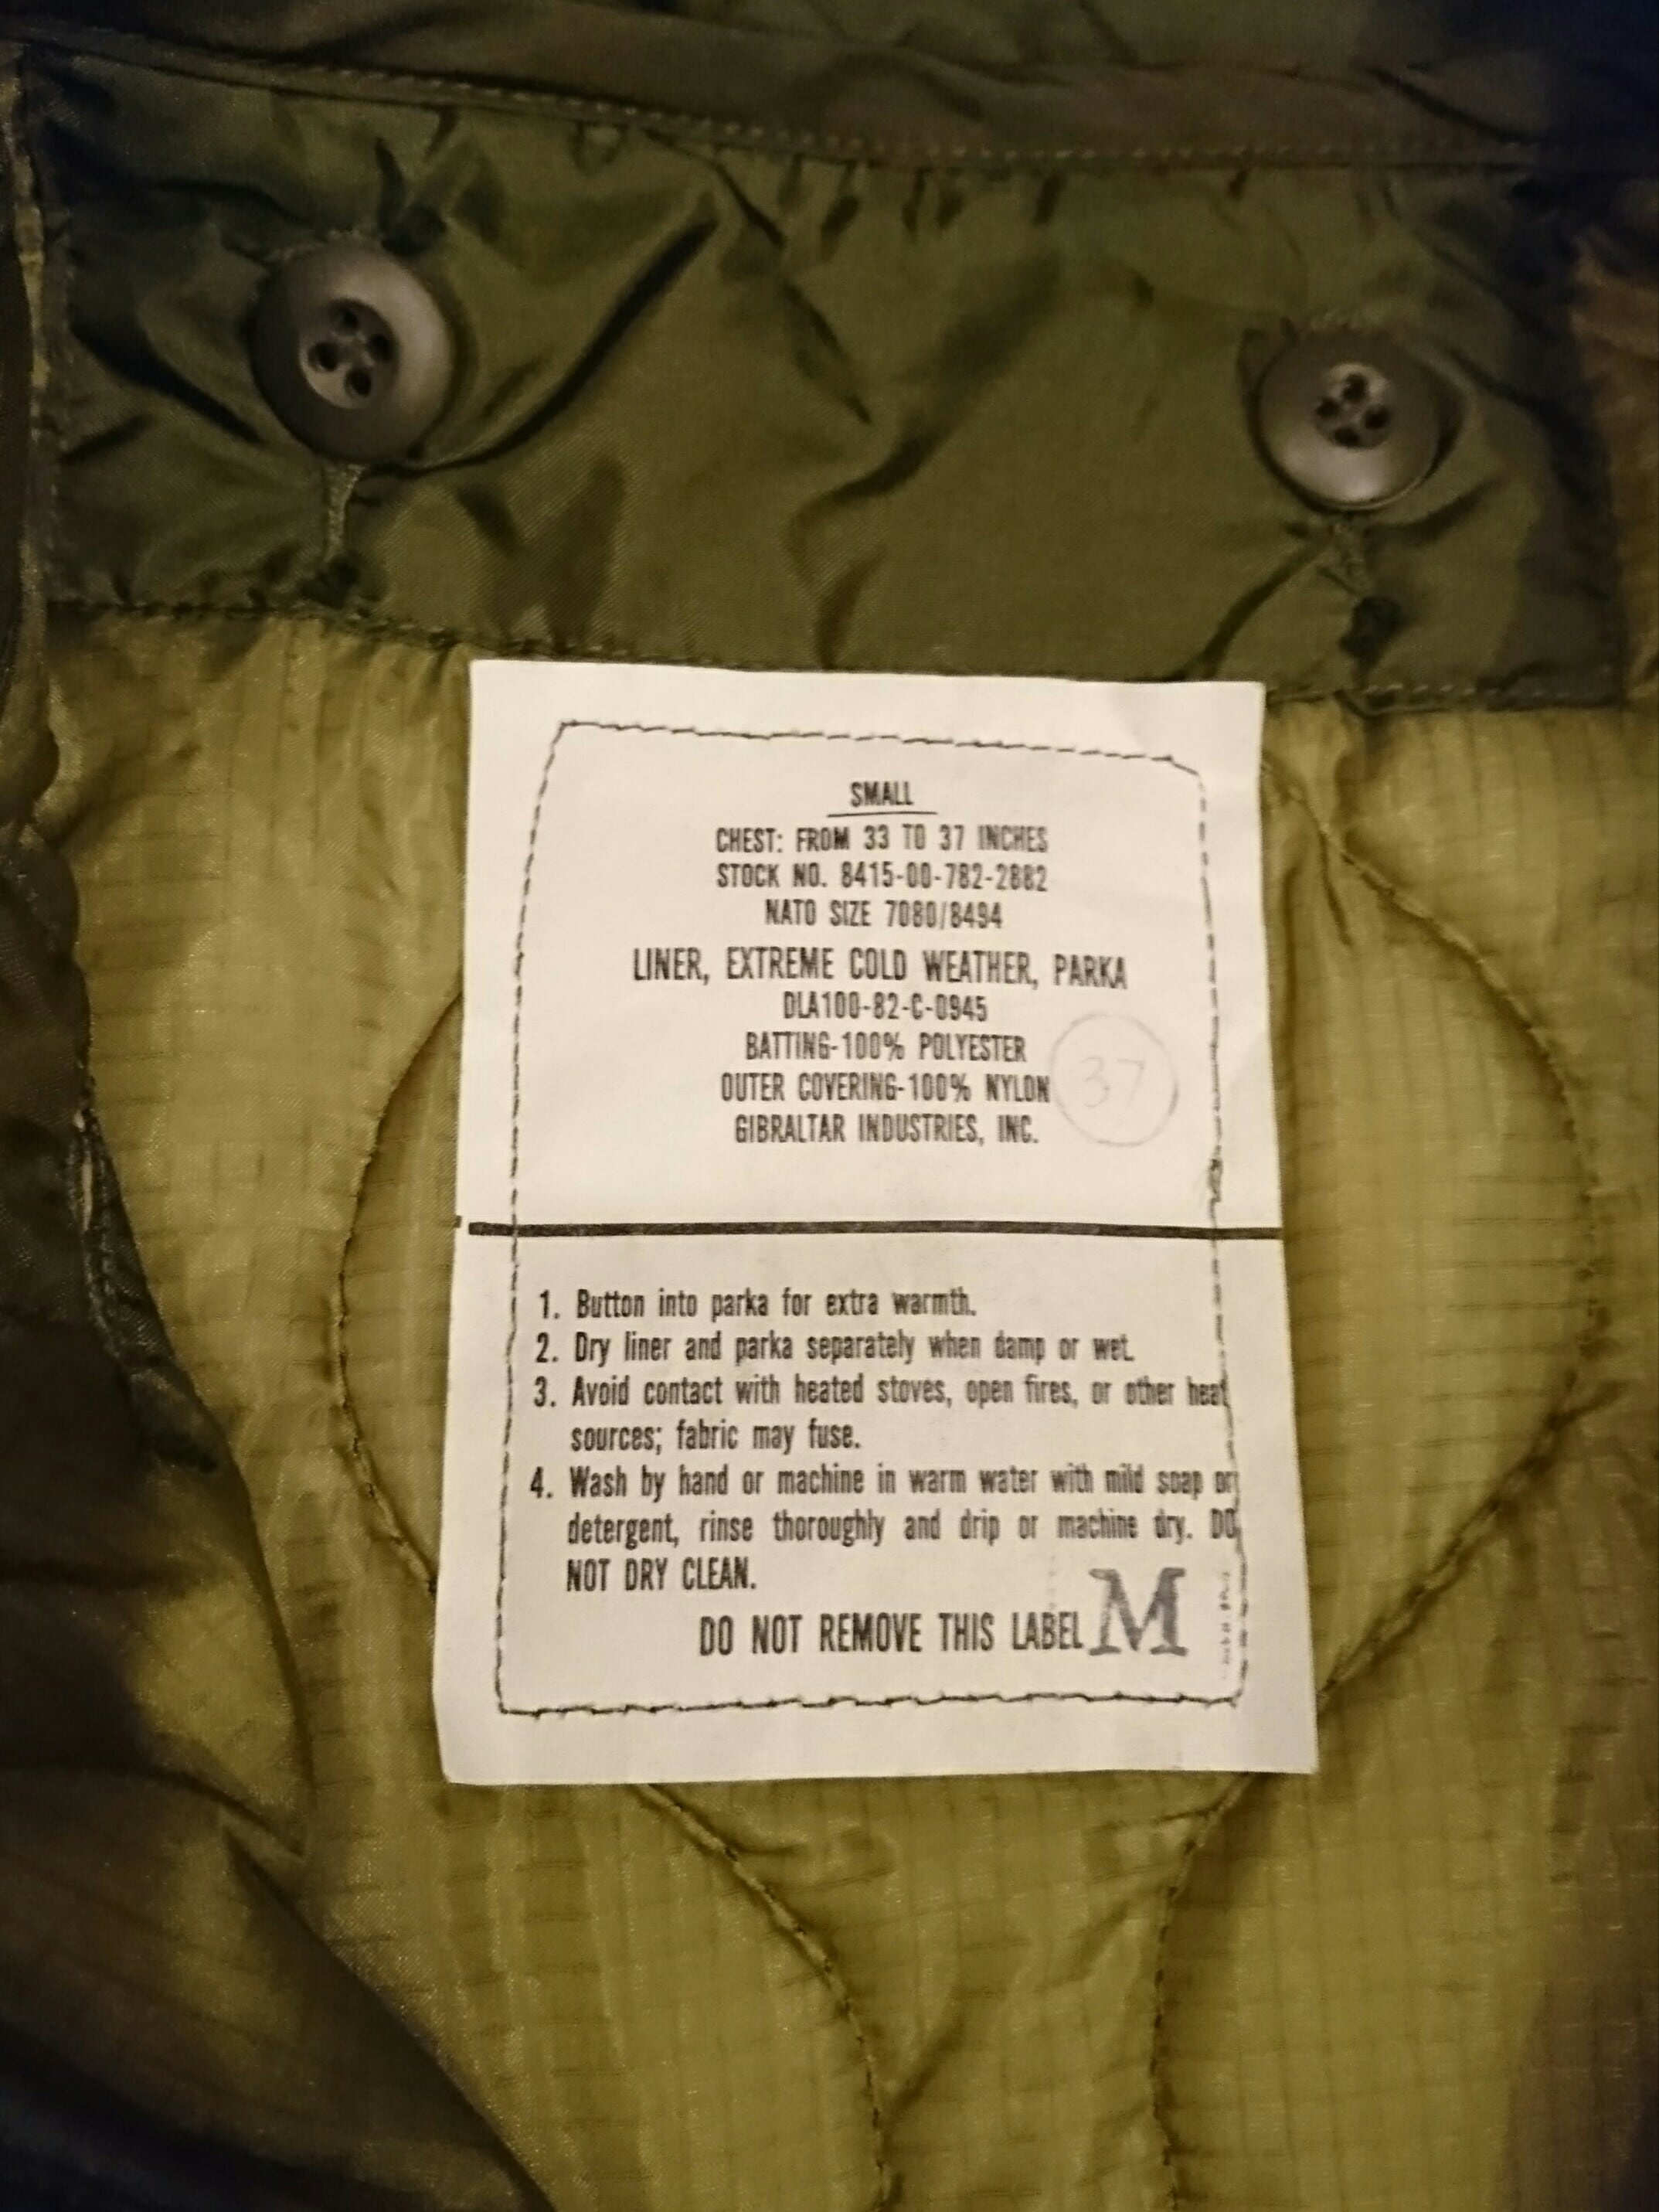 SMALL
CHEST: FROM 33 TO 37 INCHES
STOCK NO. 8415-00-782-2882
NATO SIZE 7080/8494
LINER, EXTREME COLD WEATHER, PARKA
DLA100-82-C-0945
BATTING-100% POLYESTER
OUTER COVERING-100% NYLON
37
GIBRALTAR INDUSTRIES, INC.
1. Button into parka for extra warmth.
2. Dry liner and parka separately when damp or wet.
3. Avoid contact with heated stoves, open fires, or other heat
sources; fabric may fuse.
4. Wash by hand or machine in warm water with mild soap or
detergent, rinse thoroughly and drip or machine dry. DO
NOT DRY CLEAN.
DO NOT REMOVE THIS LABEL
M